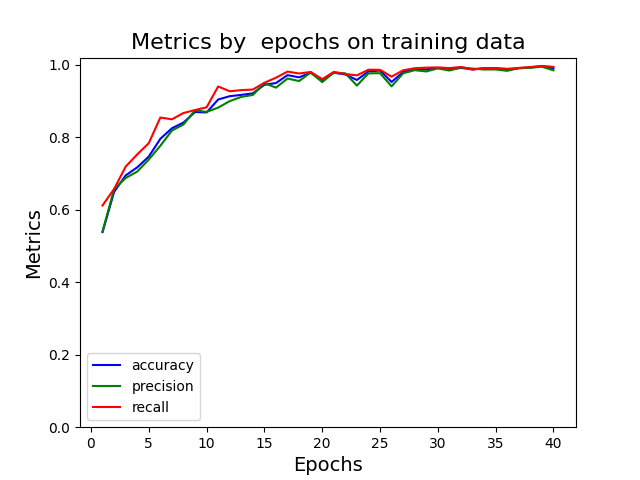 Metrics by  epochs on training data
1.0
0.8
0.6
0.4
0.2
0.0
Metrics
accuracy
precision
recall
0 5 10 15 20 25 30 35 40
Epochs